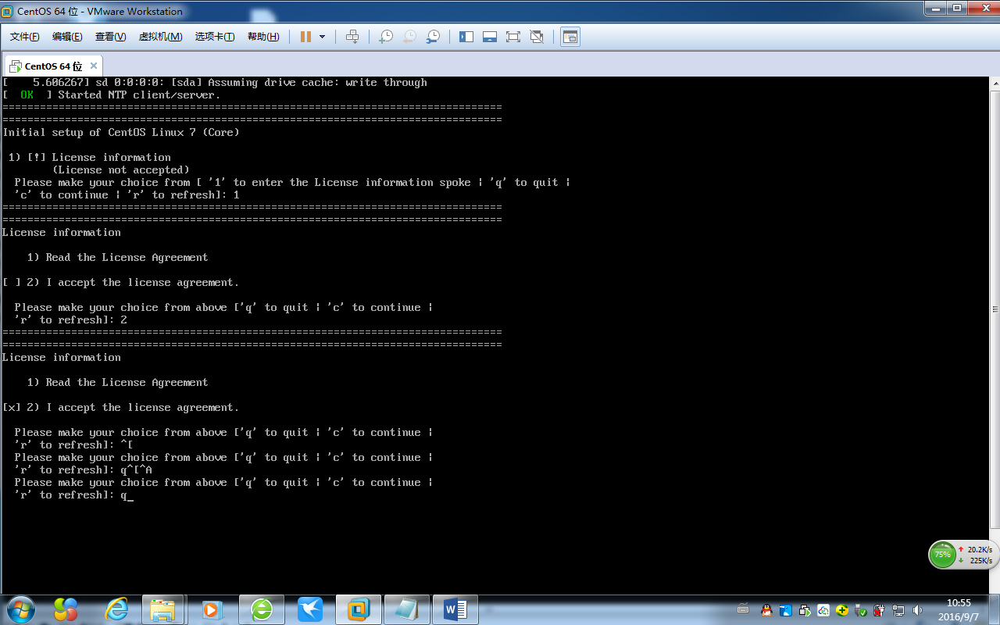 CentOS 64 位 - VMware Workstation
文件(F) 编辑(E) 查看(V) 虚拟机(M) 选项卡(T) 帮助(H)
CentOS 64 位
[    5.606267] sd 0:0:0:0: [sda] Assuming drive cache: write through
[  OK  ] Started NTP client/server.
================================================================================
================================================================================
Initial setup of CentOS Linux 7 (Core)
1) [!] License information
(License not accepted)
Please make your choice from [ '1' to enter the License information spoke | 'q' to quit |
'c' to continue | 'r' to refresh]: 1
================================================================================
================================================================================
License information
1) Read the License Agreement
[ ] 2) I accept the license agreement.
Please make your choice from above ['q' to quit | 'c' to continue |
'r' to refresh]: 2
================================================================================
================================================================================
License information
1) Read the License Agreement
[x] 2) I accept the license agreement.
Please make your choice from above ['q' to quit | 'c' to continue |
'r' to refresh]: ^[
Please make your choice from above ['q' to quit | 'c' to continue |
'r' to refresh]: q^[^A
Please make your choice from above ['q' to quit | 'c' to continue |
'r' to refresh]: q_
75%
20.2K/s
225K/s
10:55
2016/9/7